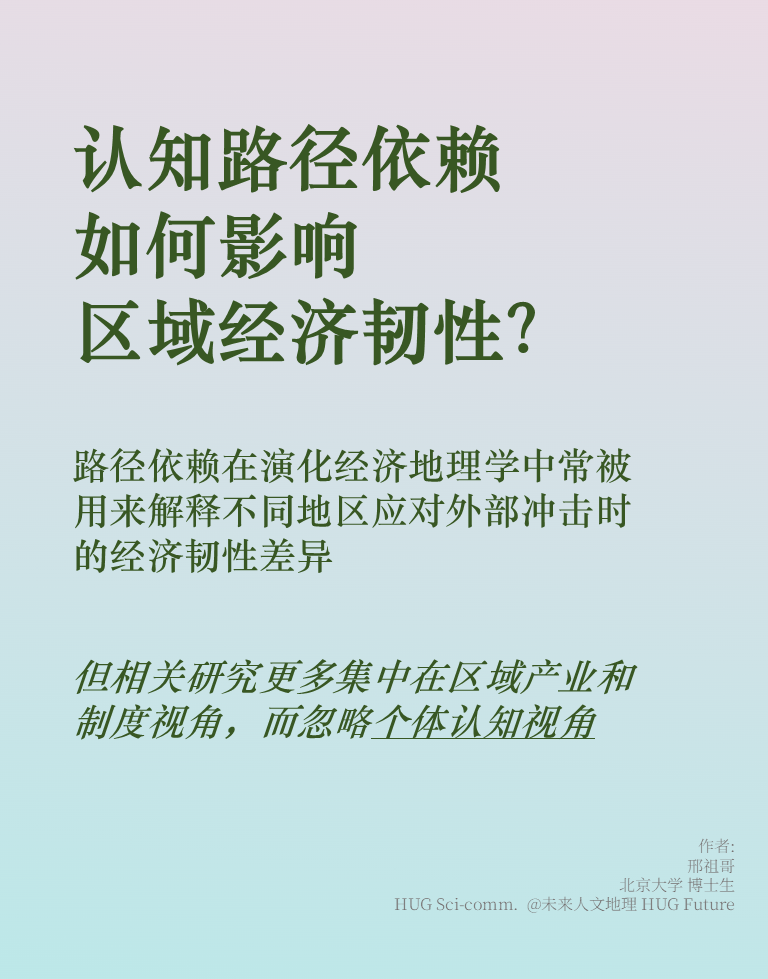 认知路径依赖
如何影响
区域经济韧性?
路径依赖在演化经济地理学中常被
用来解释不同地区应对外部冲击时
的经济韧性差异
但相关研究更多集中在区域产业和
制度视角，而忽略个体认知视角
作者:
邢祖哥
北京大学 博士生
HUG Sci-comm. @未来人文地理 HUG Future